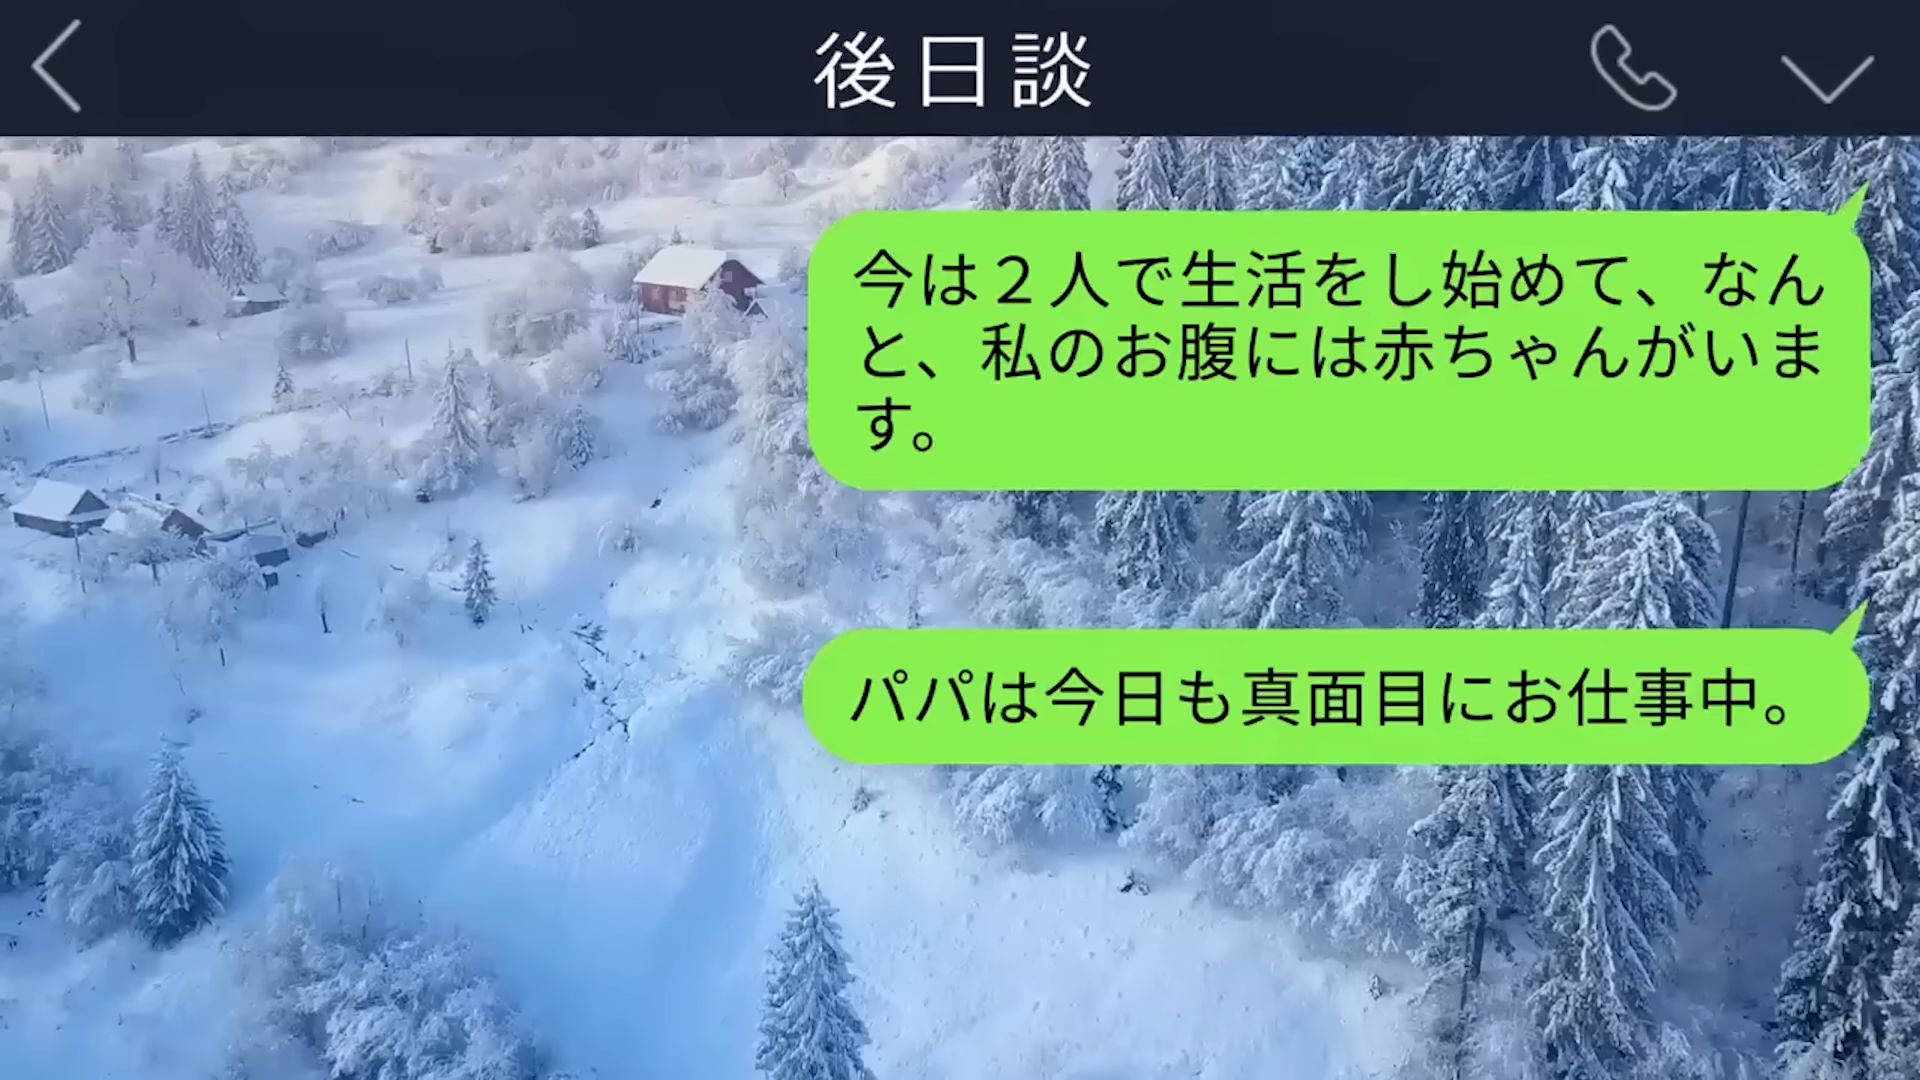 後日談
今は２人で生活をし始めて、なん
と、私のお腹には赤ちゃんがいま
す。
パパは今日も真面目にお仕事中。